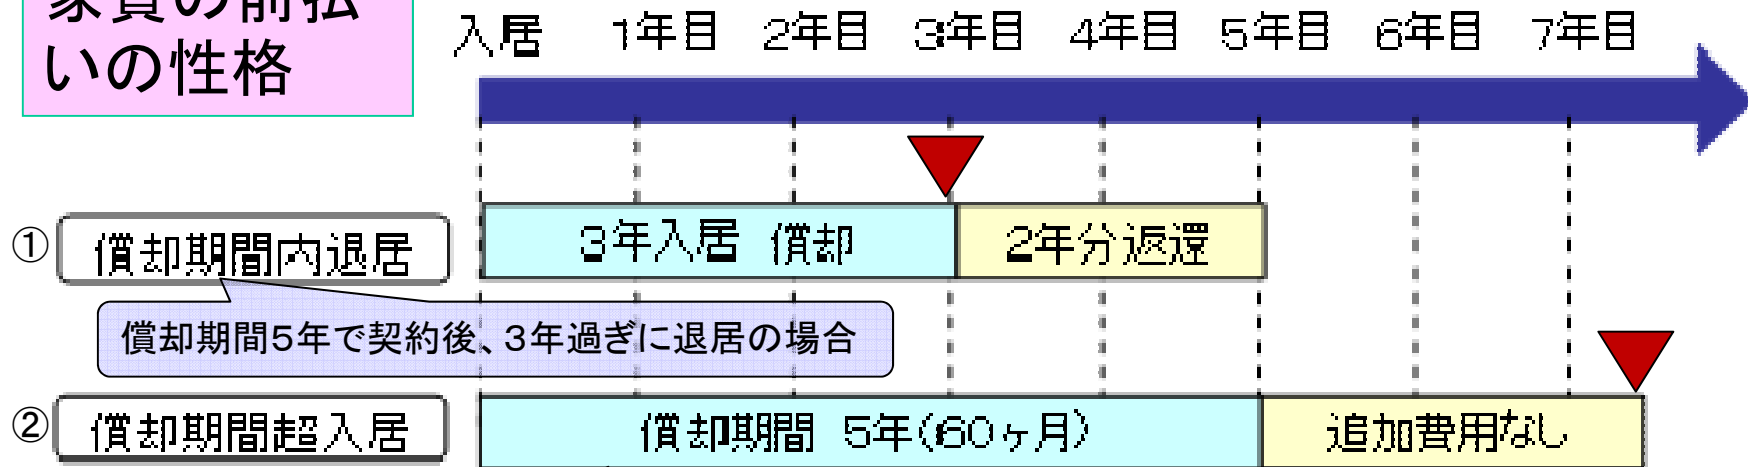 家賃の前払
いの性格
入居 1年目 2年目 3年目 4年目 5年目 6年目 7年目
① 償却期間内退居 3年入居 償却 2年分返還
償却期間5年で契約後、3年過ぎに退居の場合
② 償却期間超入居 償却期間 5年(60ヶ月) 追加費用なし